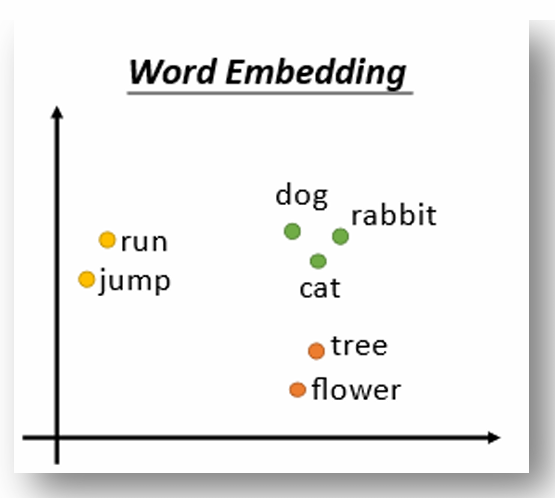 Word Embedding
dog
rabbit
run
jump
cat
tree
flower